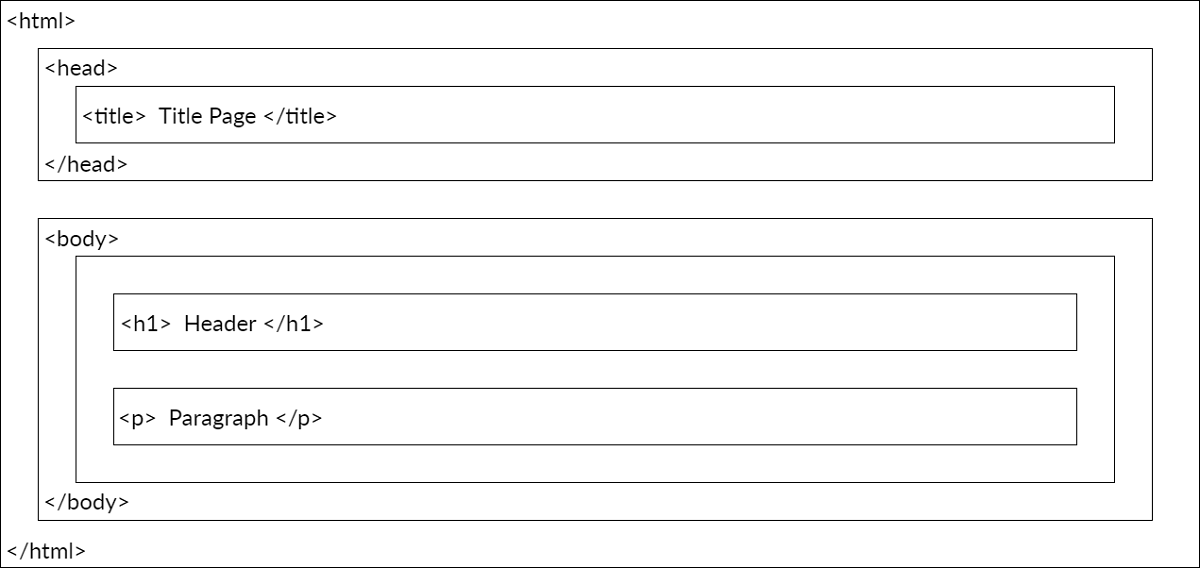 <html>
<head>
<title> Title Page </title>
</head>
<body>
<h1> Header </h1>
<p> Paragraph </p>
</body>
</html>